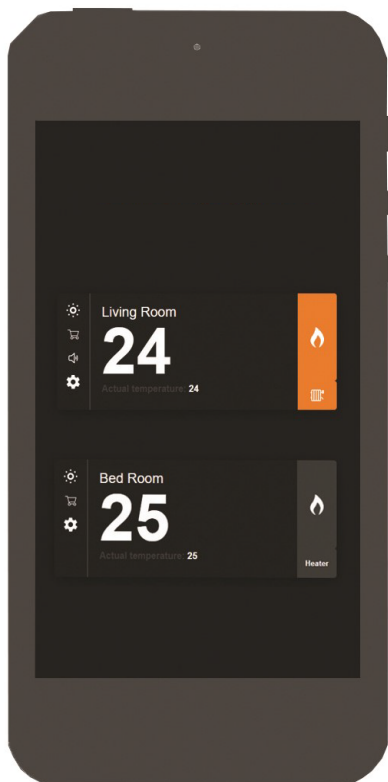 Living Room
24
Actual temperature: 24
Bed Room
25
Actual temperature: 25
Heater